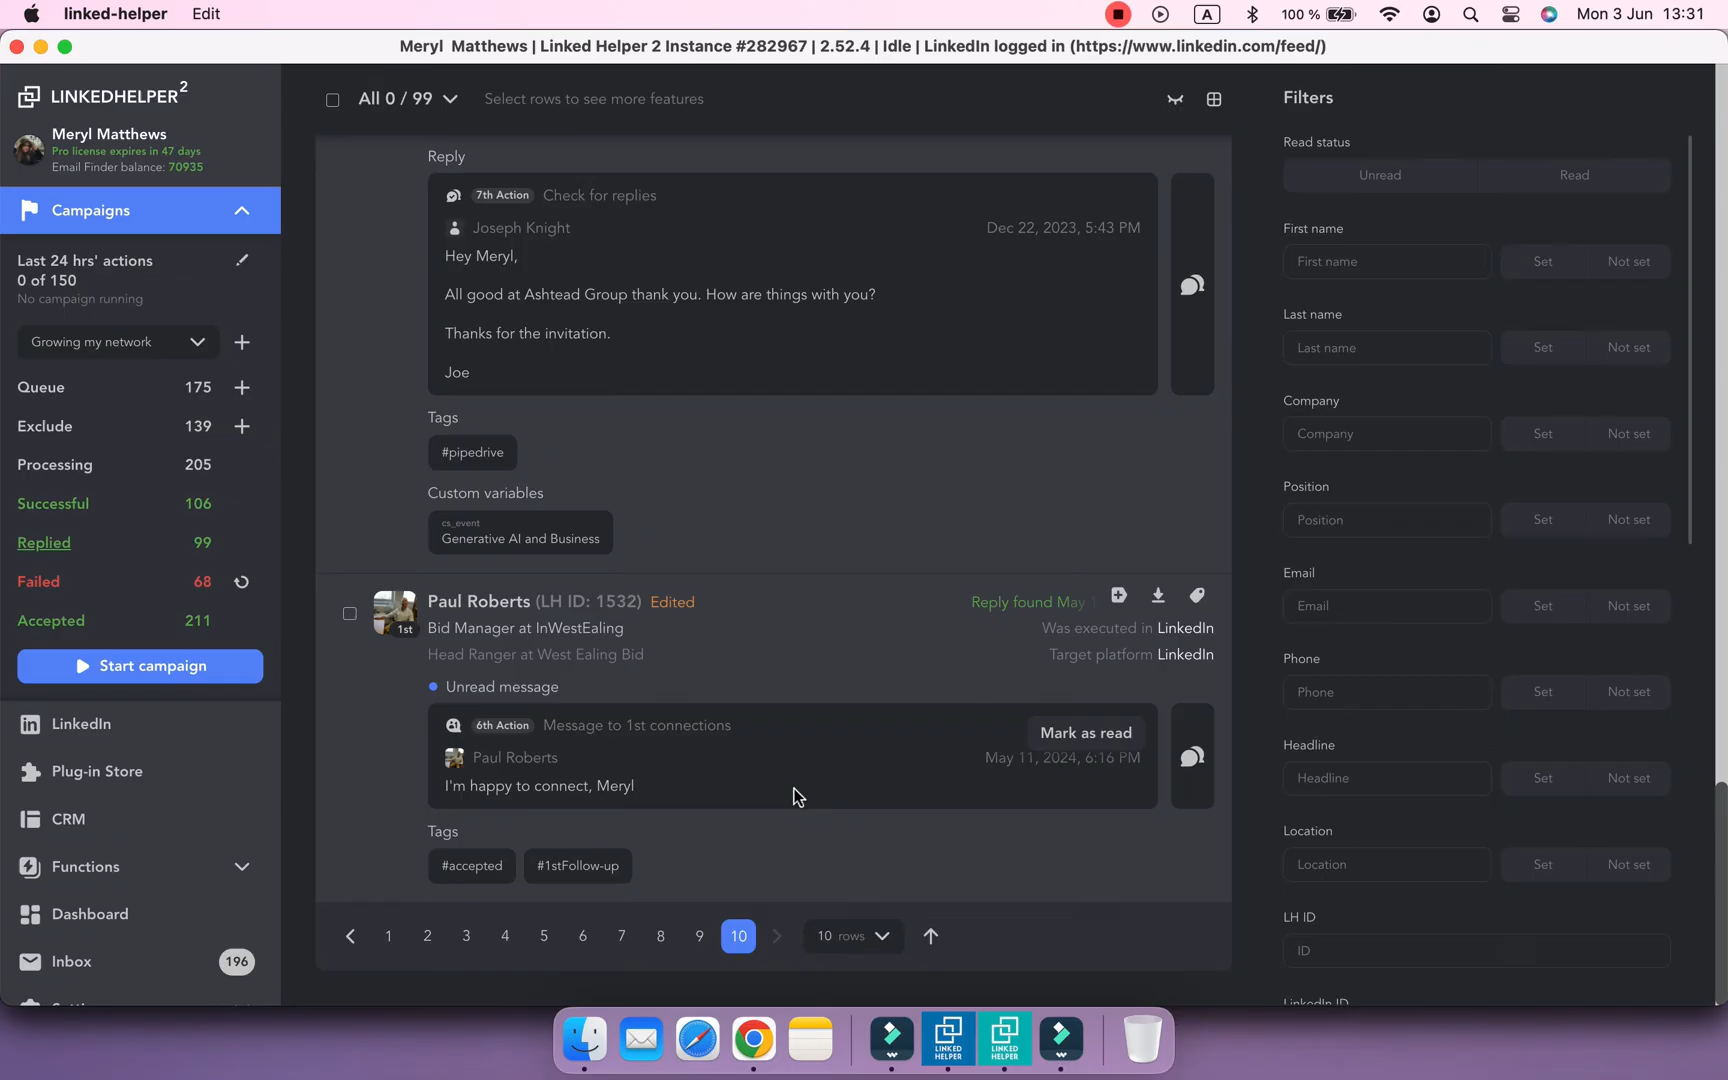 linked-helper Edit A 100 % Mon 3 Jun 13:31
Meryl Matthews | Linked Helper 2 Instance #282967 | 2.52.4 | Idle | LinkedIn logged in (https://www.linkedin.com/feed/)
LINKEDHELPER2
Meryl Matthews
Pro license expires in 47 days
Email Finder balance: 70935
Campaigns
Last 24 hrs' actions
0 of 150
No campaign running
Growing my network
Queue 175
Exclude 139
Processing 205
Successful 106
Replied 99
Failed 68
Accepted 211
Start campaign
LinkedIn
Plug-in Store
CRM
Functions
Dashboard
Inbox 196
All 0 / 99 Select rows to see more features
Reply
7th Action Check for replies
Joseph Knight Dec 22, 2023, 5:43 PM
Hey Meryl,
All good at Ashtead Group thank you. How are things with you?
Thanks for the invitation.
Joe
Tags
#pipedrive
Custom variables
cs_event
Generative AI and Business
Paul Roberts (LH ID: 1532) Edited Reply found May 1
1st
Bid Manager at InWestEaling Was executed in LinkedIn
Head Ranger at West Ealing Bid Target platform LinkedIn
Unread message
6th Action Message to 1st connections Mark as read
Paul Roberts May 11, 2024, 6:16 PM
I'm happy to connect, Meryl
Tags
#accepted #1stFollow-up
1 2 3 4 5 6 7 8 9 10 10 rows
Filters
Read status
Unread Read
First name
First name Set Not set
Last name
Last name Set Not set
Company
Company Set Not set
Position
Position Set Not set
Email
Email Set Not set
Phone
Phone Set Not set
Headline
Headline Set Not set
Location
Location Set Not set
LH ID
ID
LinkedIn ID
LINKED HELPER
LINKED HELPER